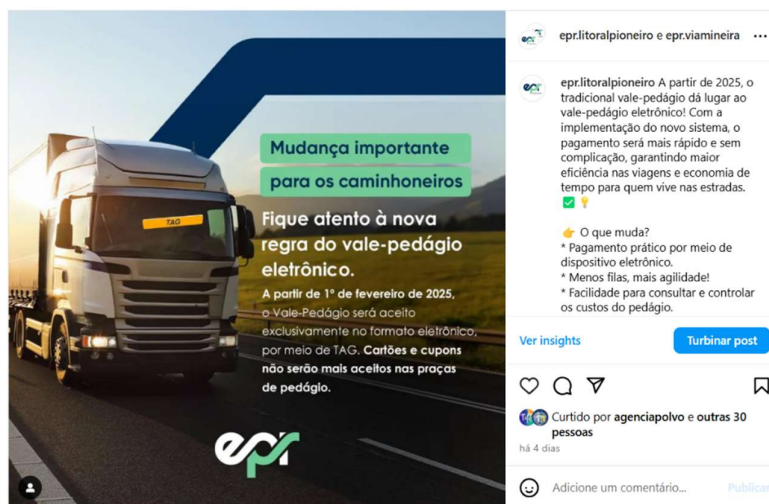 TAG
Mudança importante
para os caminhoneiros
Fique atento à nova
regra do vale-pedágio
eletrônico.
A partir de 1º de fevereiro de 2025,
o Vale-Pedágio será aceito
exclusivamente no formato eletrônico,
por meio de TAG. Cartões e cupons
não serão mais aceitos nas praças
de pedágio.
epr
epr.litoralpioneiro e epr.viamineira
epr.litoralpioneiro A partir de 2025, o
tradicional vale-pedágio dá lugar ao
vale-pedágio eletrônico! Com a
implementação do novo sistema, o
pagamento será mais rápido e sem
complicação, garantindo maior
eficiência nas viagens e economia de
tempo para quem vive nas estradas.
✅💡
👉 O que muda?
* Pagamento prático por meio de
dispositivo eletrônico.
* Menos filas, mais agilidade!
* Facilidade para consultar e controlar
os custos do pedágio.
Ver insights
Turbinar post
Curtido por agenciapolvo e outras 30
pessoas
há 4 dias
Adicione um comentário...
Publicar